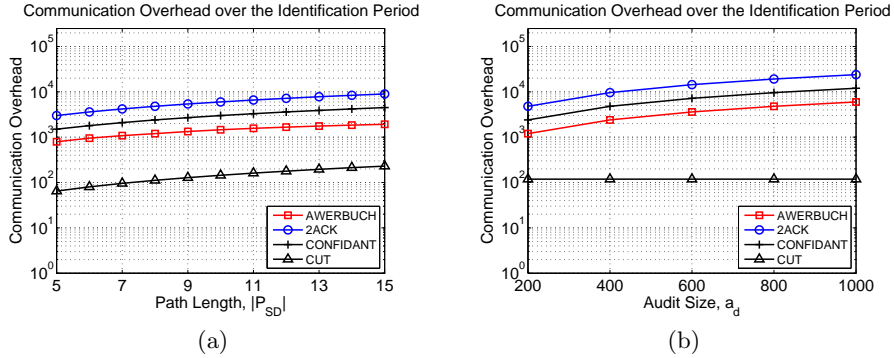 Communication Overhead over the Identification Period
Communication Overhead
10^5
10^4
10^3
10^2
10^1
10^0
AWERBUCH
2ACK
CONFIDANT
CUT
5 7 9 11 13 15
Path Length, |P_SD|
(a)
Communication Overhead over the Identification Period
Communication Overhead
10^5
10^4
10^3
10^2
10^1
10^0
AWERBUCH
2ACK
CONFIDANT
CUT
200 400 600 800 1000
Audit Size, a_d
(b)